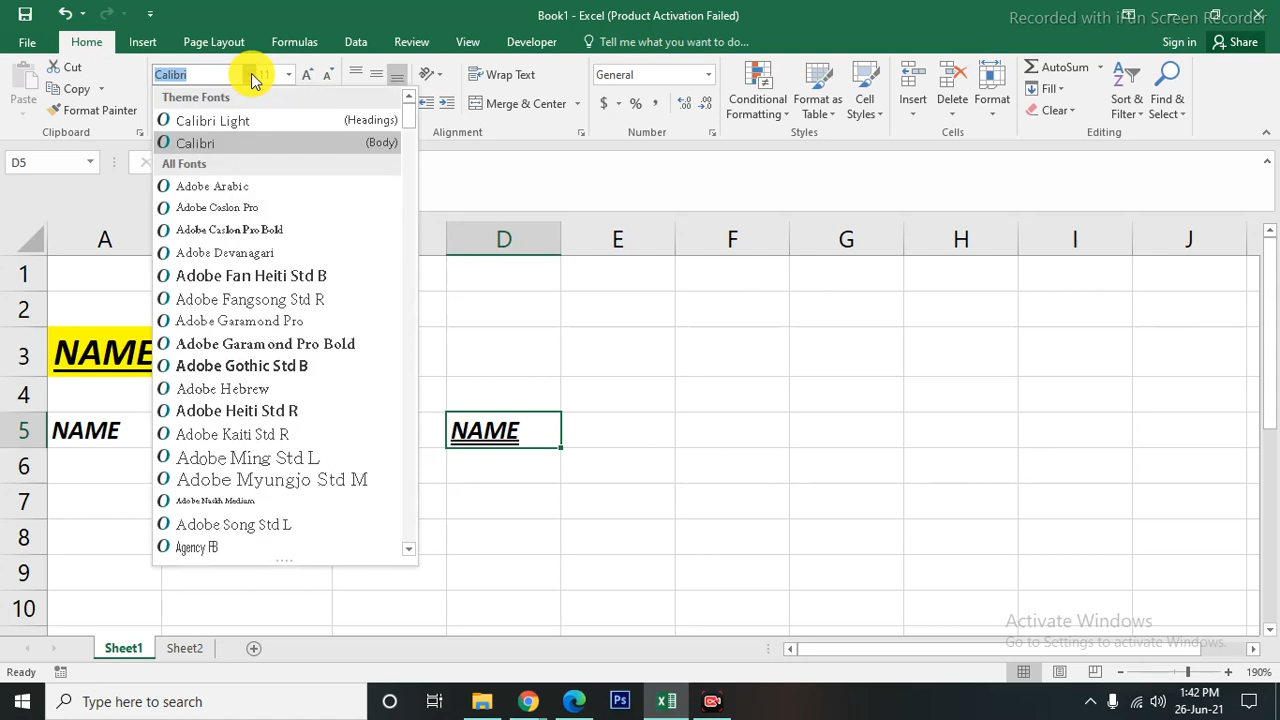 Book1 - Excel (Product Activation Failed)
Recorded with iFun Screen Recorder
File Home Insert Page Layout Formulas Data Review View Developer Tell me what you want to do... Sign in Share
Cut
Copy
Format Painter
Paste
Clipboard
Calibri 11
Wrap Text
Merge & Center
Alignment
General
$ % ,
Number
Conditional Formatting
Format as Table
Cell Styles
Styles
Insert Delete Format
Cells
AutoSum
Fill
Clear
Sort & Filter
Find & Select
Editing
Theme Fonts
Calibri Light (Headings)
Calibri (Body)
All Fonts
Adobe Arabic
Adobe Caslon Pro
Adobe Caslon Pro Bold
Adobe Devanagari
Adobe Fan Heiti Std B
Adobe Fangsong Std R
Adobe Garamond Pro
Adobe Garamond Pro Bold
Adobe Gothic Std B
Adobe Hebrew
Adobe Heiti Std R
Adobe Kaiti Std R
Adobe Ming Std L
Adobe Myungjo Std M
Adobe Naskh Medium
Adobe Song Std L
Agency FB
D5
A D E F G H I J
1
2
3 NAME
4
5 NAME NAME
6
7
8
9
10
Activate Windows
Go to Settings to activate Windows.
Sheet1 Sheet2
Ready
190%
Type here to search
1:42 PM
26-Jun-21